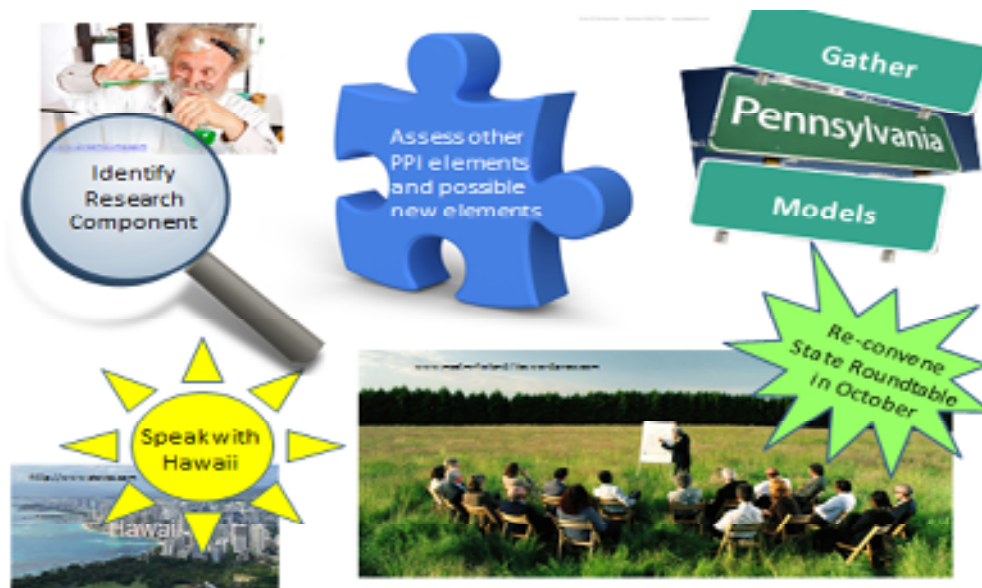 Identify
Research
Component
Assess other
PPI elements
and possible
new elements
Gather
Pennsylvania
Models
Re-convene
State Roundtable
in October
Speak with
Hawaii
Hawaii